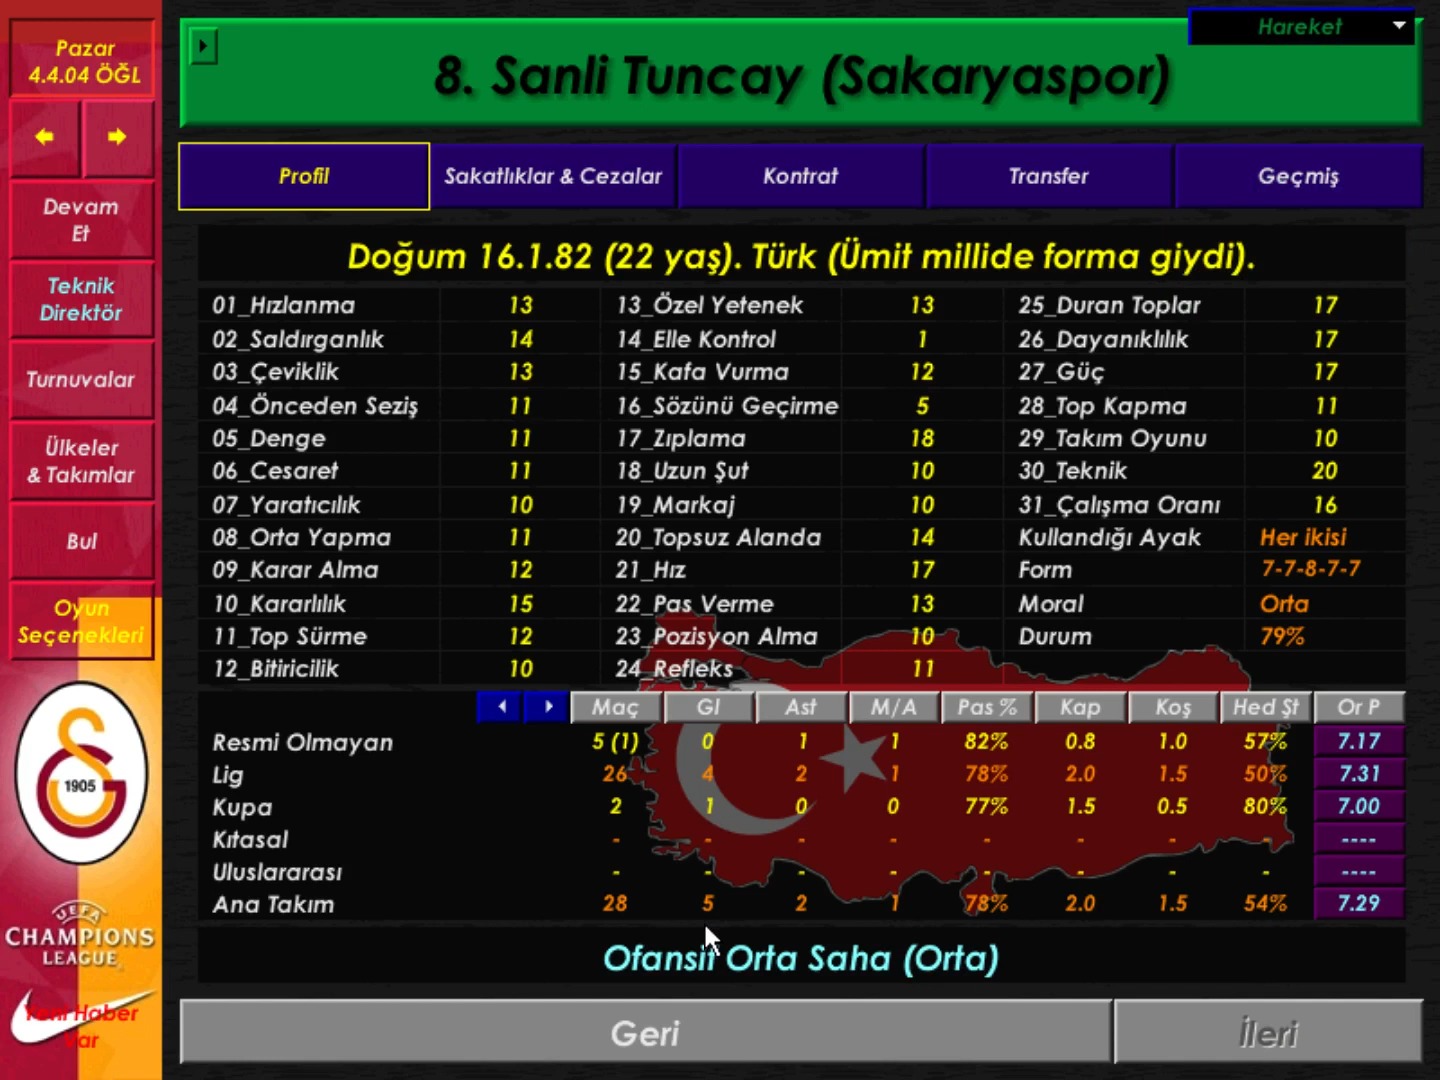 Hareket
Pazar
4.4.04 ÖĞL
8. Sanli Tuncay (Sakaryaspor)
Profil Sakatlıklar & Cezalar Kontrat Transfer Geçmiş
Devam
Et
Teknik
Direktör
Turnuvalar
Ülkeler
& Takımlar
Bul
Oyun
Seçenekleri
1905
UEFA
CHAMPIONS
LEAGUE
Yeni Haber
Var
Doğum 16.1.82 (22 yaş). Türk (Ümit millide forma giydi).
01_Hızlanma 13 13_Özel Yetenek 13 25_Duran Toplar 17
02_Saldırganlık 14 14_Elle Kontrol 1 26_Dayanıklılık 17
03_Çeviklik 13 15_Kafa Vurma 12 27_Güç 17
04_Önceden Seziş 11 16_Sözünü Geçirme 5 28_Top Kapma 11
05_Denge 11 17_Zıplama 18 29_Takım Oyunu 10
06_Cesaret 11 18_Uzun Şut 10 30_Teknik 20
07_Yaratıcılık 10 19_Markaj 10 31_Çalışma Oranı 16
08_Orta Yapma 11 20_Topsuz Alanda 14 Kullandığı Ayak Her ikisi
09_Karar Alma 12 21_Hız 17 Form 7-7-8-7-7
10_Kararlılık 15 22_Pas Verme 13 Moral Orta
11_Top Sürme 12 23_Pozisyon Alma 10 Durum 79%
12_Bitiricilik 10 24_Refleks 11
Maç Gl Ast M/A Pas % Kap Koş Hed Şt Or P
Resmi Olmayan 5 (1) 0 1 1 82% 0.8 1.0 57% 7.17
Lig 26 4 2 1 78% 2.0 1.5 50% 7.31
Kupa 2 1 0 0 77% 1.5 0.5 80% 7.00
Kıtasal - - - - - - - - ----
Uluslararası - - - - - - - - ----
Ana Takım 28 5 2 1 78% 2.0 1.5 54% 7.29
Ofansif Orta Saha (Orta)
Geri İleri